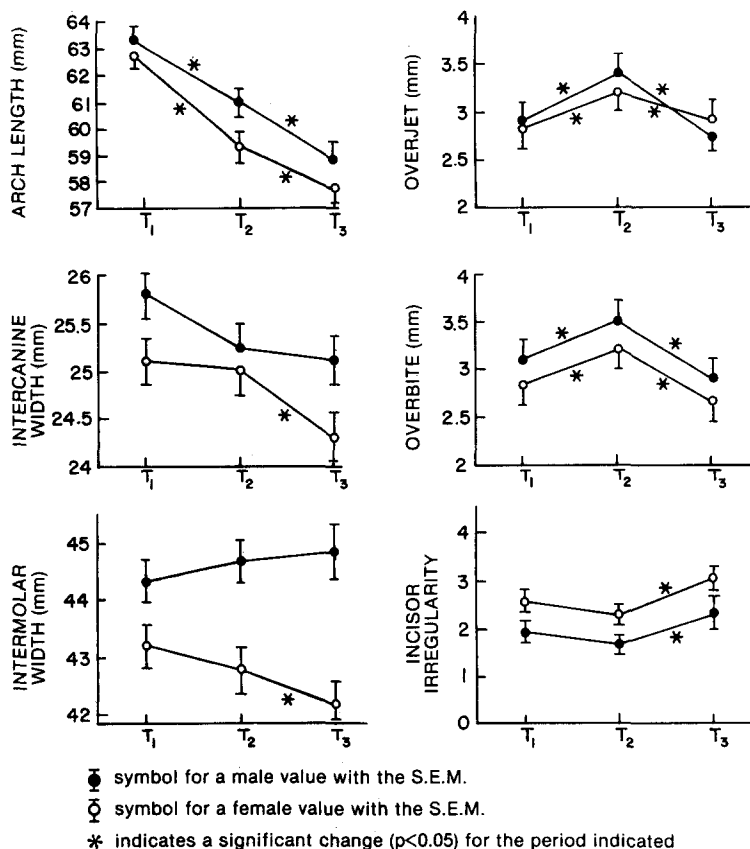 ARCH LENGTH (mm)
64
63
62
61
60
59
58
57
T1
T2
T3
OVERJET (mm)
4
3.5
3
2.5
2
*
*
*
*
T1
T2
T3
*
*
*
*
INTERCANINE
WIDTH (mm)
26
25.5
25
24.5
24
*
T1
T2
T3
OVERBITE (mm)
4
3.5
3
2.5
2
*
*
*
*
T1
T2
T3
INTERMOLAR
WIDTH (mm)
45
44
43
42
*
T1
T2
T3
INCISOR
IRREGULARITY
4
3
2
1
0
*
*
T1
T2
T3
symbol for a male value with the S.E.M.
symbol for a female value with the S.E.M.
* indicates a significant change (p<0.05) for the period indicated